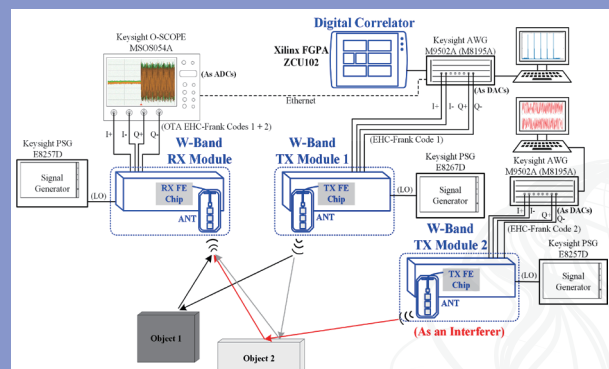 Digital Correlator
Keysight O-SCOPE
MSOS054A
Keysight AWG
M9502A (M8195A)
Xilinx FGPA
ZCU102
(As ADCs)
(As DACs)
Ethernet
I+
I-
Q+
Q-
(OTA EHC-Frank Codes 1 + 2)
I+
I-
Q+
Q-
(EHC-Frank Code 1)
Keysight PSG
E8257D
Signal
Generator
(LO)
W-Band
RX Module
RX FE
Chip
ANT
W-Band
TX Module 1
TX FE
Chip
ANT
(LO)
Keysight PSG
E8267D
Signal
Generator
Keysight AWG
M9502A (M8195A)
I+
I-
Q+
Q-
(As DACs)
(EHC-Frank Code 2)
W-Band
TX Module 2
TX FE
Chip
ANT
(LO)
Keysight PSG
E8257D
Signal
Generator
(As an Interferer)
Object 1
Object 2